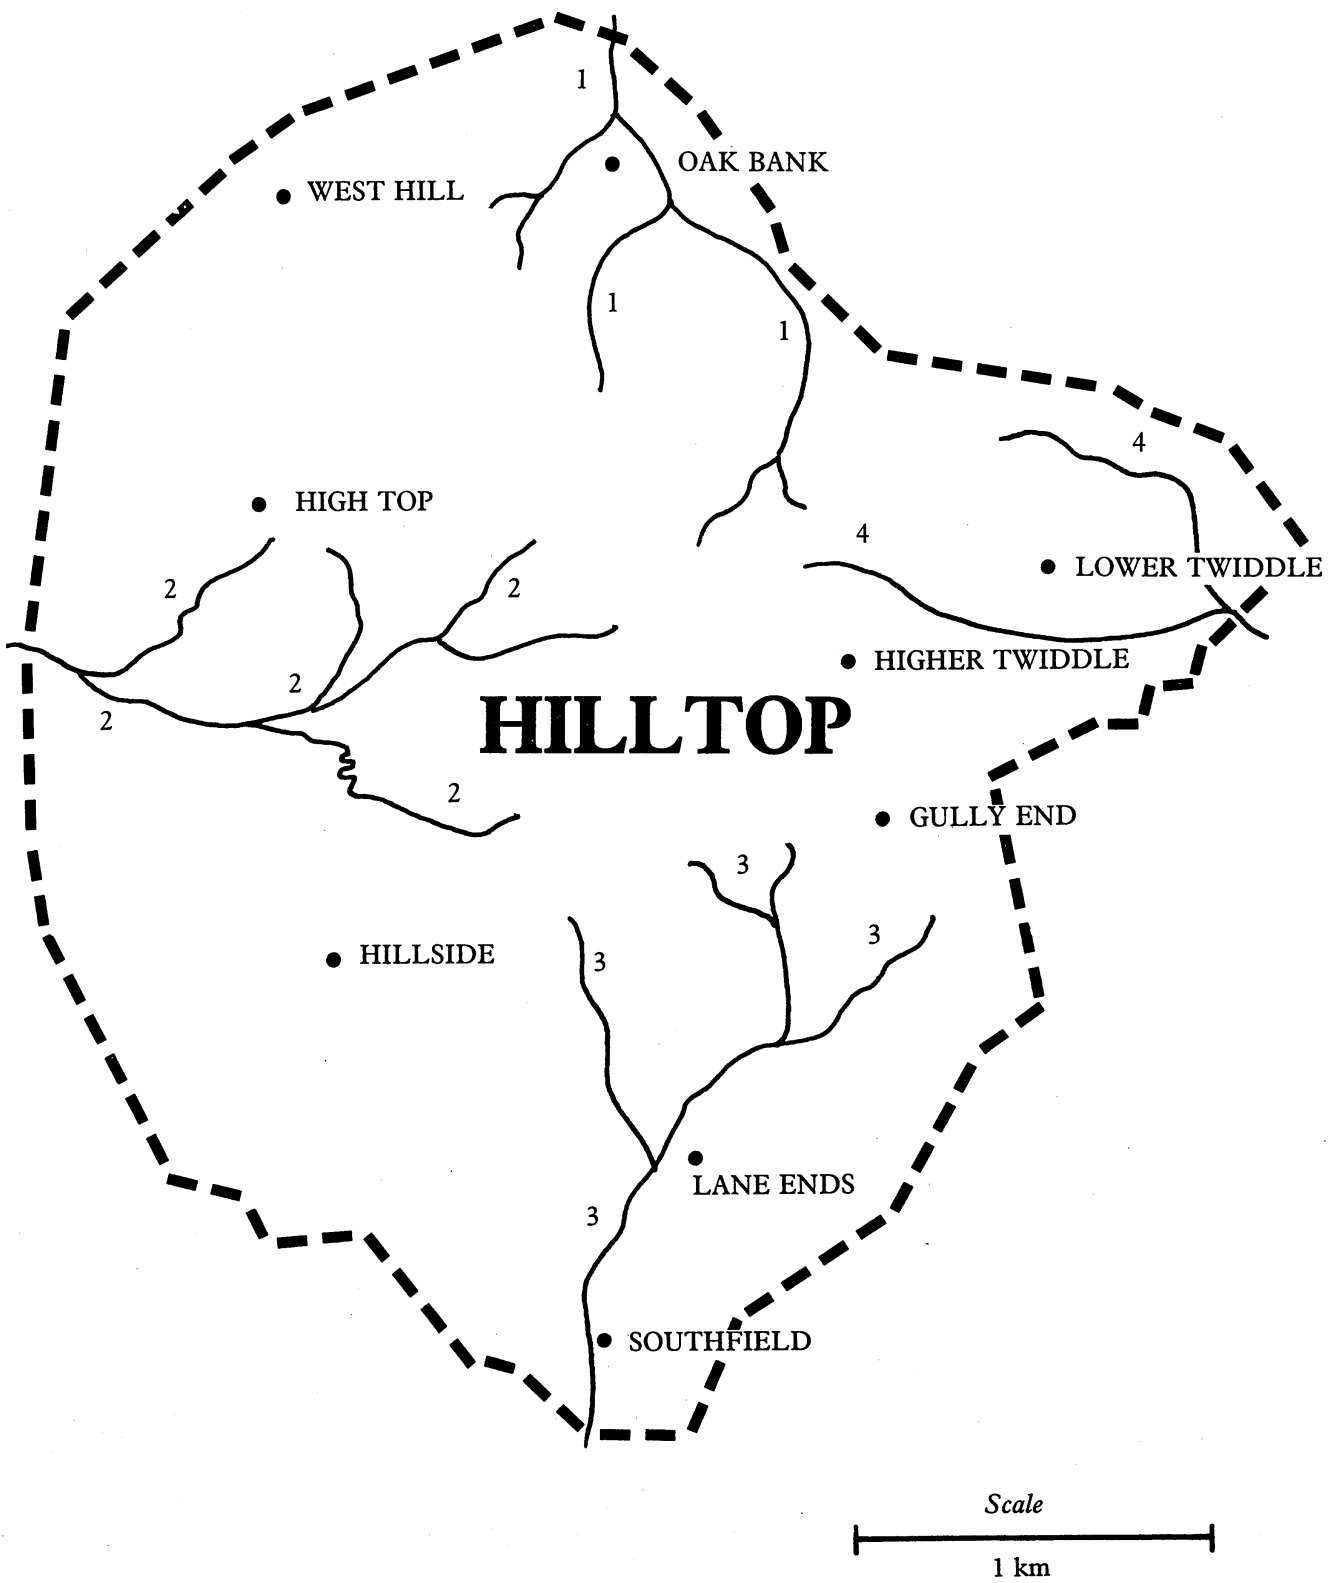 1
OAK BANK
WEST HILL
1
1
4
HIGH TOP
4
2
2
LOWER TWIDDLE
HIGHER TWIDDLE
2
2
HILLTOP
2
GULLY END
3
3
HILLSIDE
3
LANE ENDS
3
SOUTHFIELD
Scale
1 km